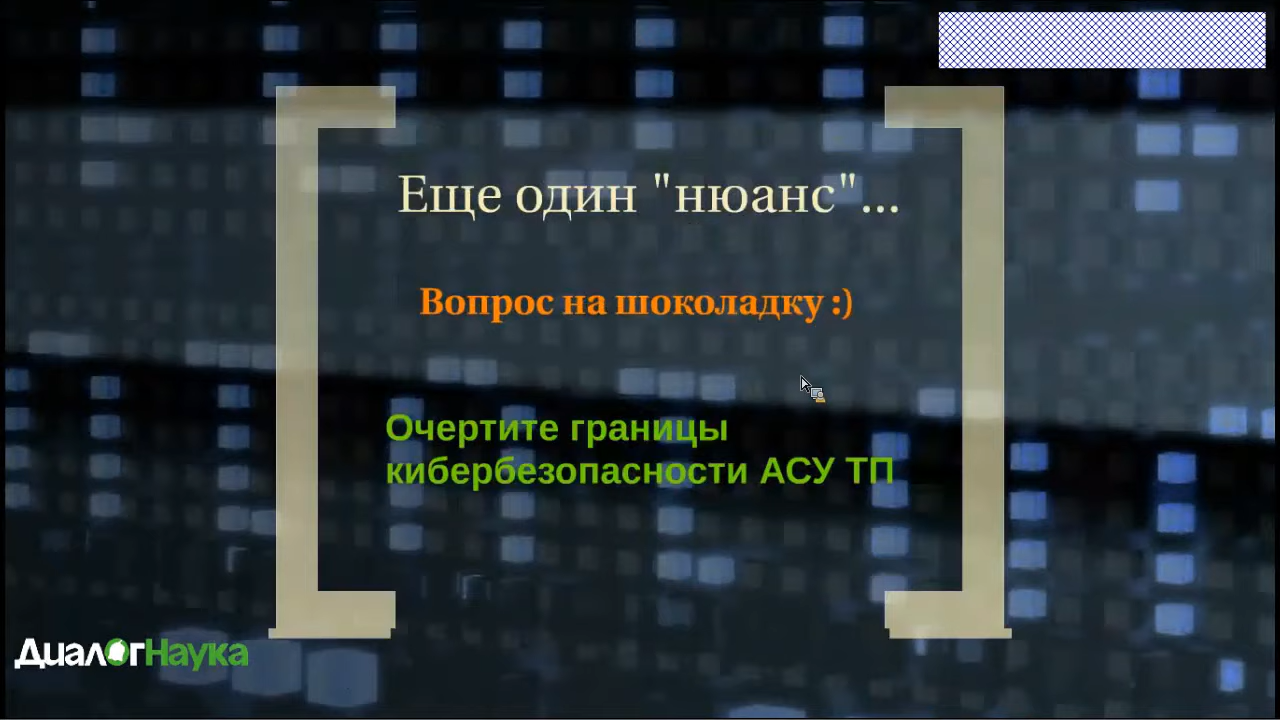 Еще один "нюанс"...
Вопрос на шоколадку :)
Очертите границы
кибербезопасности АСУ ТП
ДиалогНаука